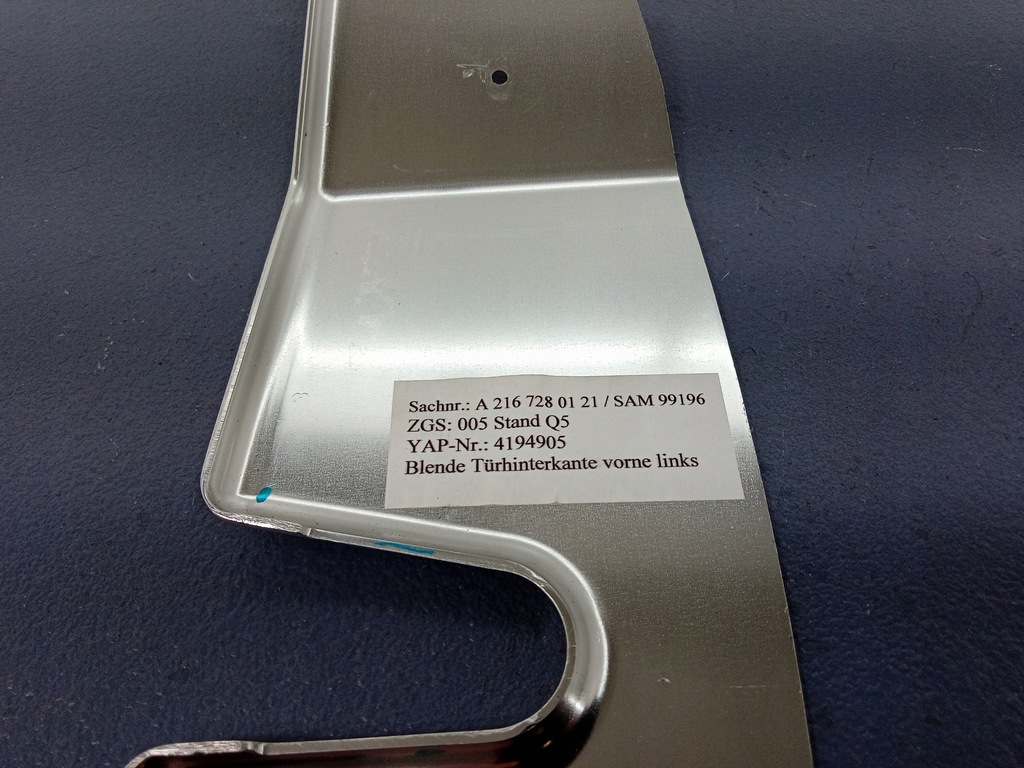 Sachnr.: A 216 728 01 21 / SAM 99196
ZGS: 005 Stand Q5
YAP-Nr.: 4194905
Blende Türhinterkante vorne links